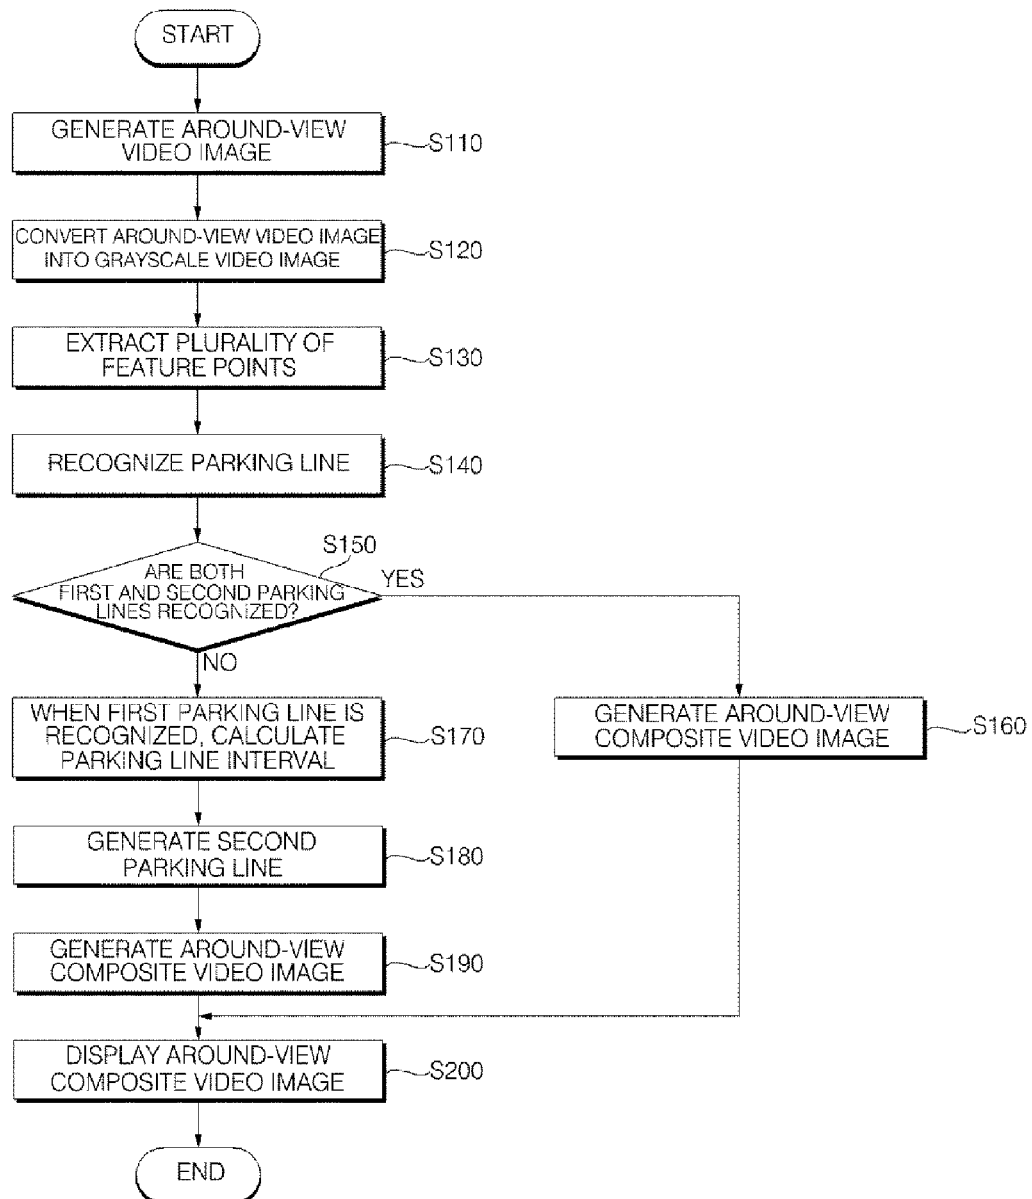 START
GENERATE AROUND-VIEW
VIDEO IMAGE
S110
CONVERT AROUND-VIEW VIDEO IMAGE
INTO GRAYSCALE VIDEO IMAGE
S120
EXTRACT PLURALITY OF
FEATURE POINTS
S130
RECOGNIZE PARKING LINE
S140
S150
ARE BOTH
FIRST AND SECOND PARKING
LINES RECOGNIZED?
YES
NO
WHEN FIRST PARKING LINE IS
RECOGNIZED, CALCULATE
PARKING LINE INTERVAL
S170
GENERATE AROUND-VIEW
COMPOSITE VIDEO IMAGE
S160
GENERATE SECOND
PARKING LINE
S180
GENERATE AROUND-VIEW
COMPOSITE VIDEO IMAGE
S190
DISPLAY AROUND-VIEW
COMPOSITE VIDEO IMAGE
S200
END